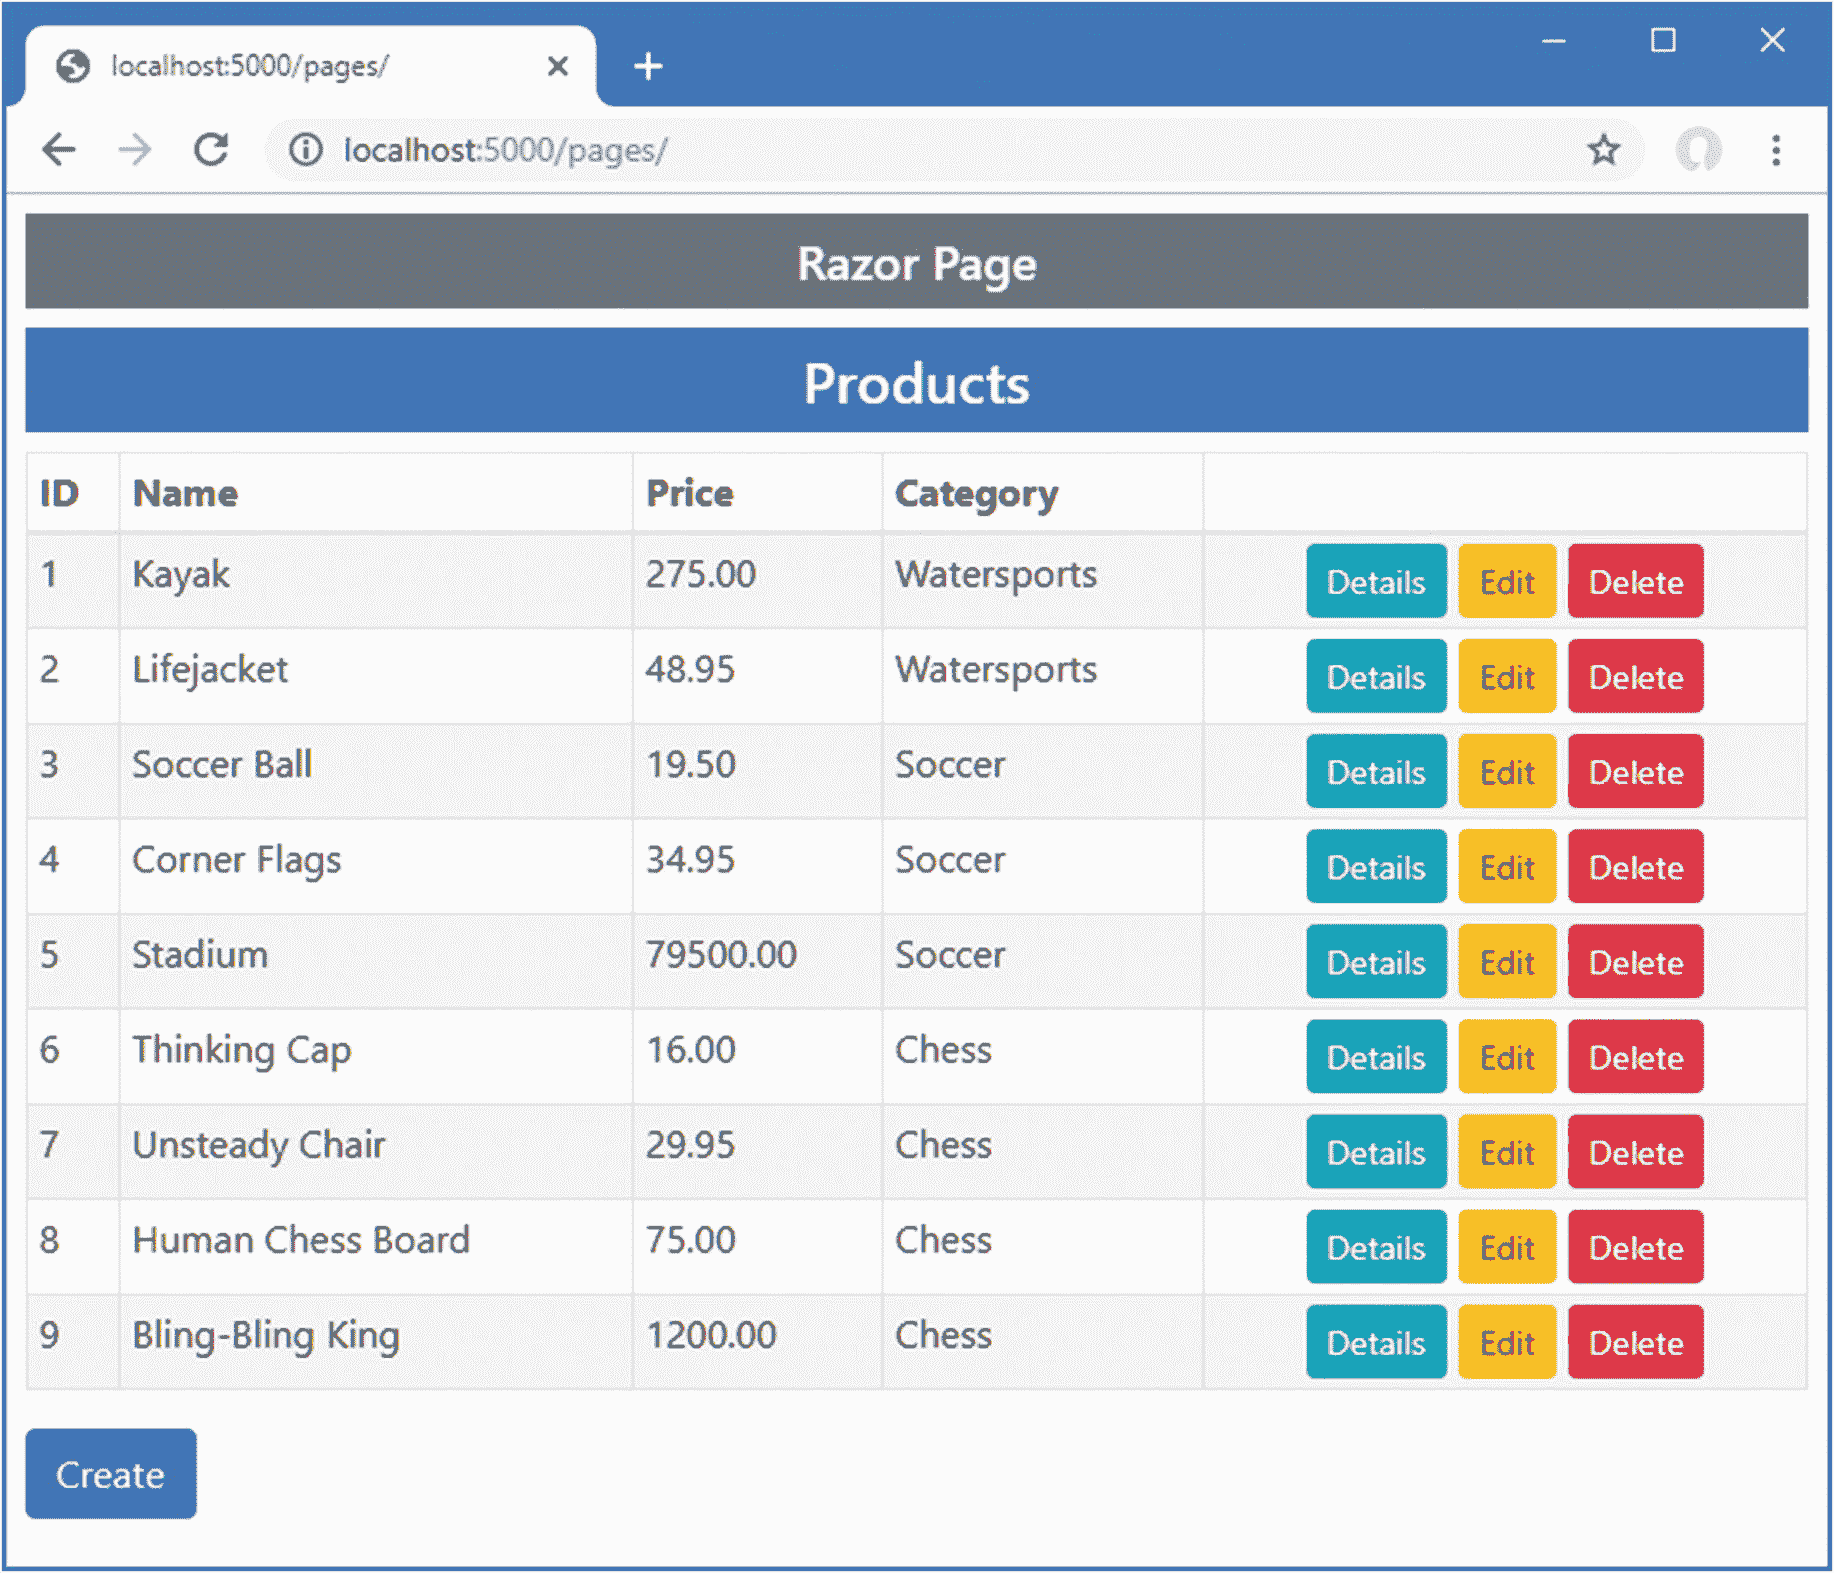 localhost:5000/pages/
localhost:5000/pages/
Razor Page
Products
ID Name Price Category
1 Kayak 275.00 Watersports Details Edit Delete
2 Lifejacket 48.95 Watersports Details Edit Delete
3 Soccer Ball 19.50 Soccer Details Edit Delete
4 Corner Flags 34.95 Soccer Details Edit Delete
5 Stadium 79500.00 Soccer Details Edit Delete
6 Thinking Cap 16.00 Chess Details Edit Delete
7 Unsteady Chair 29.95 Chess Details Edit Delete
8 Human Chess Board 75.00 Chess Details Edit Delete
9 Bling-Bling King 1200.00 Chess Details Edit Delete
Create